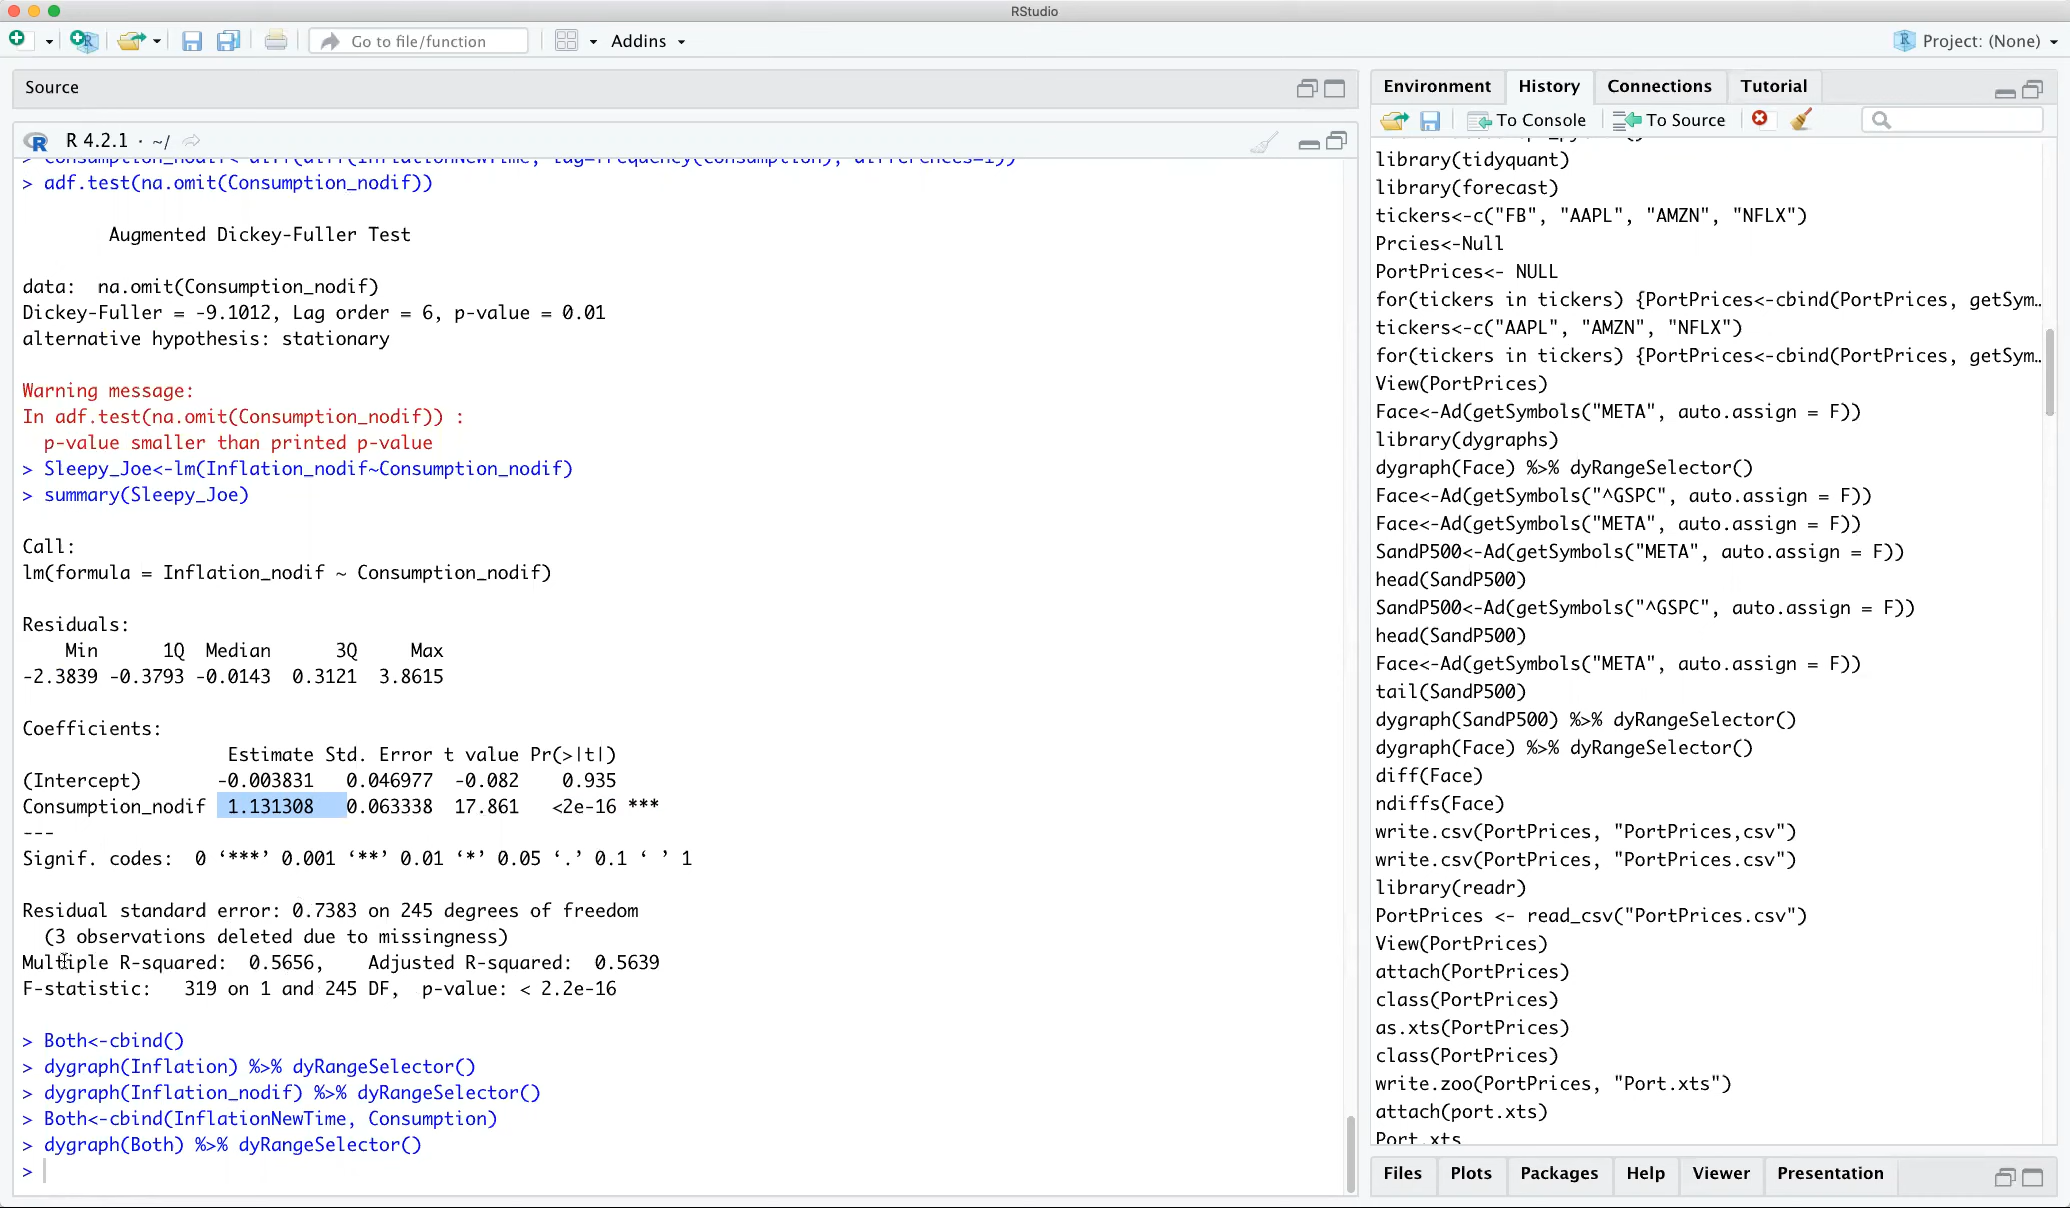 RStudio
Go to file/function
Addins
Project: (None)
Source
R 4.2.1 · ~/
> Consumption_nodif<-diff(diff(InflationNewTime, lag=frequency(Consumption), differences=1))
> adf.test(na.omit(Consumption_nodif))
Augmented Dickey-Fuller Test
data:  na.omit(Consumption_nodif)
Dickey-Fuller = -9.1012, Lag order = 6, p-value = 0.01
alternative hypothesis: stationary
Warning message:
In adf.test(na.omit(Consumption_nodif)) :
p-value smaller than printed p-value
> Sleepy_Joe<-lm(Inflation_nodif~Consumption_nodif)
> summary(Sleepy_Joe)
Call:
lm(formula = Inflation_nodif ~ Consumption_nodif)
Residuals:
Min 1Q Median 3Q Max
-2.3839 -0.3793 -0.0143 0.3121 3.8615
Coefficients:
Estimate Std. Error t value Pr(>|t|)
(Intercept) -0.003831 0.046977 -0.082 0.935
Consumption_nodif 1.131308 0.063338 17.861 <2e-16 ***
---
Signif. codes:  0 ‘***’ 0.001 ‘**’ 0.01 ‘*’ 0.05 ‘.’ 0.1 ‘ ’ 1
Residual standard error: 0.7383 on 245 degrees of freedom
(3 observations deleted due to missingness)
Multiple R-squared:  0.5656,	Adjusted R-squared:  0.5639
F-statistic:   319 on 1 and 245 DF,  p-value: < 2.2e-16
> Both<-cbind()
> dygraph(Inflation) %>% dyRangeSelector()
> dygraph(Inflation_nodif) %>% dyRangeSelector()
> Both<-cbind(InflationNewTime, Consumption)
> dygraph(Both) %>% dyRangeSelector()
>
Environment History Connections Tutorial
To Console To Source
library(tidyquant)
library(forecast)
tickers<-c("FB", "AAPL", "AMZN", "NFLX")
Prcies<-Null
PortPrices<- NULL
for(tickers in tickers) {PortPrices<-cbind(PortPrices, getSym…
tickers<-c("AAPL", "AMZN", "NFLX")
for(tickers in tickers) {PortPrices<-cbind(PortPrices, getSym…
View(PortPrices)
Face<-Ad(getSymbols("META", auto.assign = F))
library(dygraphs)
dygraph(Face) %>% dyRangeSelector()
Face<-Ad(getSymbols("^GSPC", auto.assign = F))
Face<-Ad(getSymbols("META", auto.assign = F))
SandP500<-Ad(getSymbols("META", auto.assign = F))
head(SandP500)
SandP500<-Ad(getSymbols("^GSPC", auto.assign = F))
head(SandP500)
Face<-Ad(getSymbols("META", auto.assign = F))
tail(SandP500)
dygraph(SandP500) %>% dyRangeSelector()
dygraph(Face) %>% dyRangeSelector()
diff(Face)
ndiffs(Face)
write.csv(PortPrices, "PortPrices,csv")
write.csv(PortPrices, "PortPrices.csv")
library(readr)
PortPrices <- read_csv("PortPrices.csv")
View(PortPrices)
attach(PortPrices)
class(PortPrices)
as.xts(PortPrices)
class(PortPrices)
write.zoo(PortPrices, "Port.xts")
attach(port.xts)
Port.xts
Files Plots Packages Help Viewer Presentation